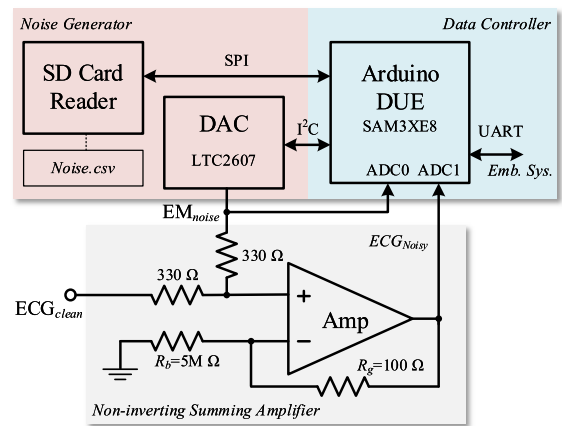 Noise Generator
Data Controller
SD Card
Reader
SPI
Arduino
DUE
SAM3XE8
DAC
LTC2607
I²C
UART
Noise.csv
ADC0 ADC1
Emb. Sys.
EMnoise
ECGNoisy
330 Ω
330 Ω
ECGclean
+
Amp
−
Rb=5M Ω
Rg=100 Ω
Non-inverting Summing Amplifier